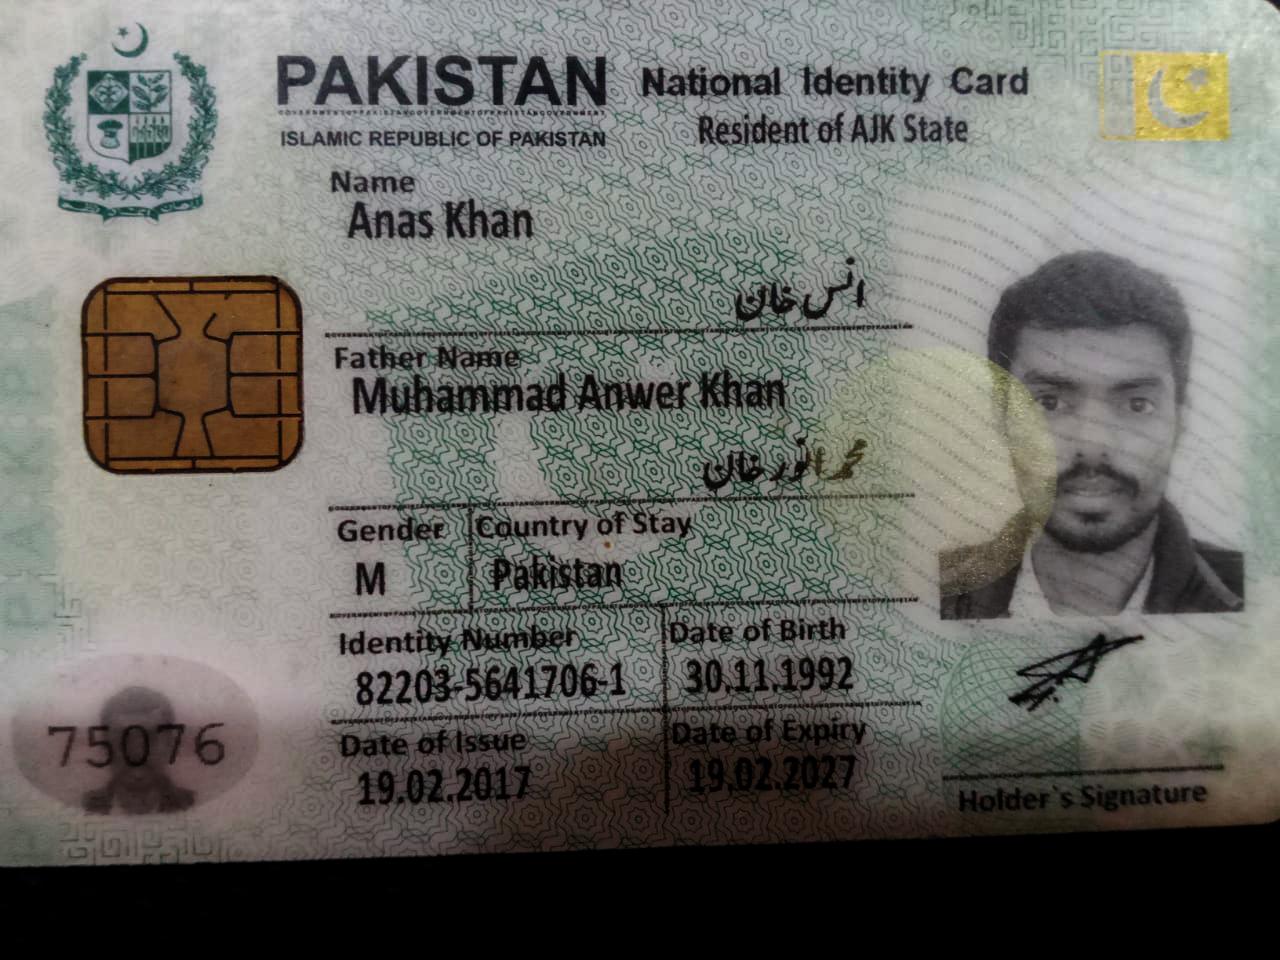 PAKISTAN National Identity Card
ISLAMIC REPUBLIC OF PAKISTAN Resident of AJK State
Name
Anas Khan
انس خان
Father Name
Muhammad Anwer Khan
محمد انور خان
Gender Country of Stay
M Pakistan
Identity Number Date of Birth
82203-5641706-1 30.11.1992
75076
Date of Issue Date of Expiry
19.02.2017 19.02.2027
Holder's Signature